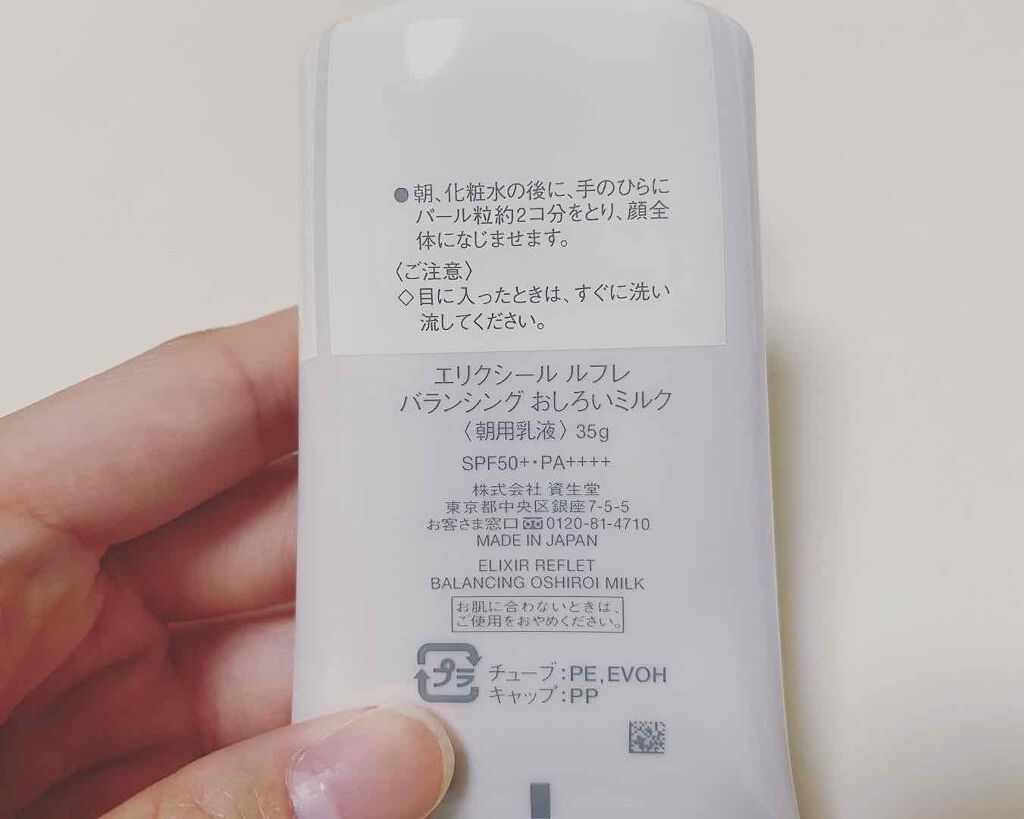 ●朝、化粧水の後に、手のひらに
パール粒約2コ分をとり、顔全
体になじませます。
〈ご注意〉
◇目に入ったときは、すぐに洗い
流してください。
エリクシール ルフレ
バランシング おしろいミルク
〈朝用乳液〉 35g
SPF50+・PA++++
株式会社 資生堂
東京都中央区銀座7-5-5
お客さま窓口 0120-81-4710
MADE IN JAPAN
ELIXIR REFLET
BALANCING OSHIROI MILK
お肌に合わないときは、
ご使用をおやめください。
プラ
チューブ:PE,EVOH
キャップ:PP